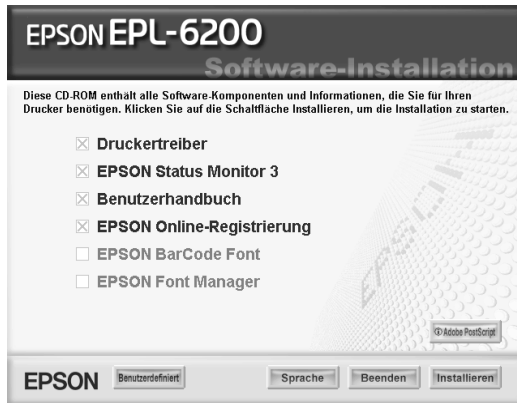 EPSON EPL-6200
Software-Installation
Diese CD-ROM enthält alle Software-Komponenten und Informationen, die Sie für Ihren
Drucker benötigen. Klicken Sie auf die Schaltfläche Installieren, um die Installation zu starten.
Druckertreiber
EPSON Status Monitor 3
Benutzerhandbuch
EPSON Online-Registrierung
EPSON BarCode Font
EPSON Font Manager
EPSON
Adobe PostScript
EPSON Benutzerdefiniert Sprache Beenden Installieren